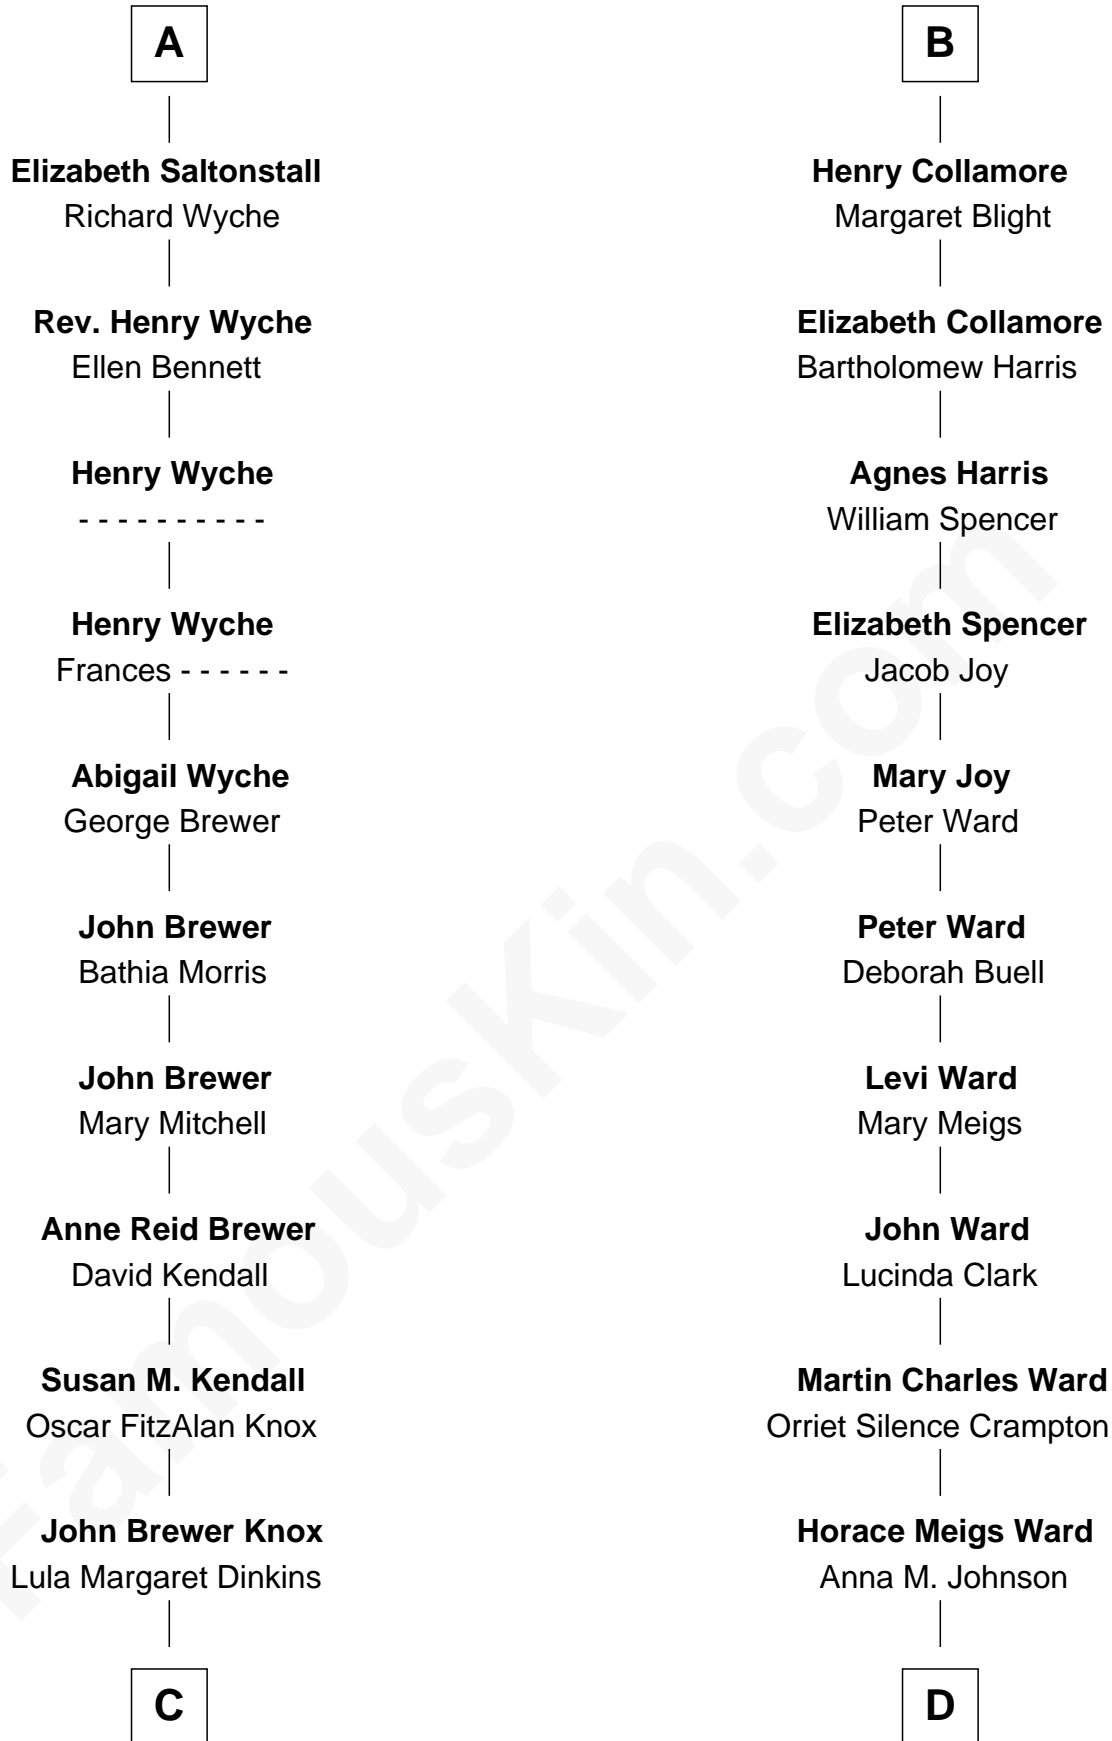 A
Elizabeth Saltonstall
Richard Wyche
Rev. Henry Wyche
Ellen Bennett
Henry Wyche
- - - - - - - - - -
Henry Wyche
Frances - - - - - -
Abigail Wyche
George Brewer
John Brewer
Bathia Morris
John Brewer
Mary Mitchell
Anne Reid Brewer
David Kendall
Susan M. Kendall
Oscar FitzAlan Knox
John Brewer Knox
Lula Margaret Dinkins
C
B
Henry Collamore
Margaret Blight
Elizabeth Collamore
Bartholomew Harris
Agnes Harris
William Spencer
Elizabeth Spencer
Jacob Joy
Mary Joy
Peter Ward
Peter Ward
Deborah Buell
Levi Ward
Mary Meigs
John Ward
Lucinda Clark
Martin Charles Ward
Orriet Silence Crampton
Horace Meigs Ward
Anna M. Johnson
D
FamousKin.com